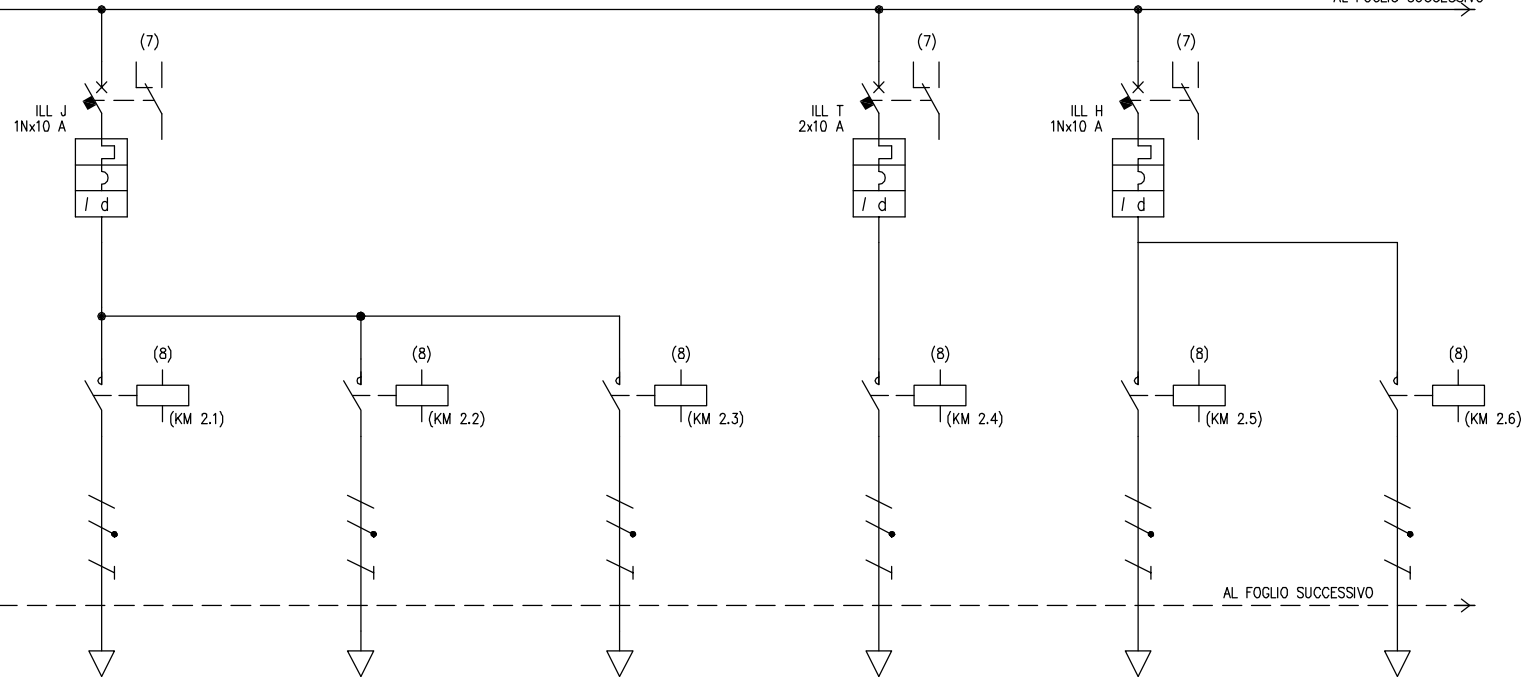 AL FOGLIO SUCCESSIVO
(7)
(7)
(7)
ILL J
1Nx10 A
ILL T
2x10 A
ILL H
1Nx10 A
I d
I d
I d
(8)
(8)
(8)
(8)
(8)
(8)
(KM 2.1)
(KM 2.2)
(KM 2.3)
(KM 2.4)
(KM 2.5)
(KM 2.6)
AL FOGLIO SUCCESSIVO